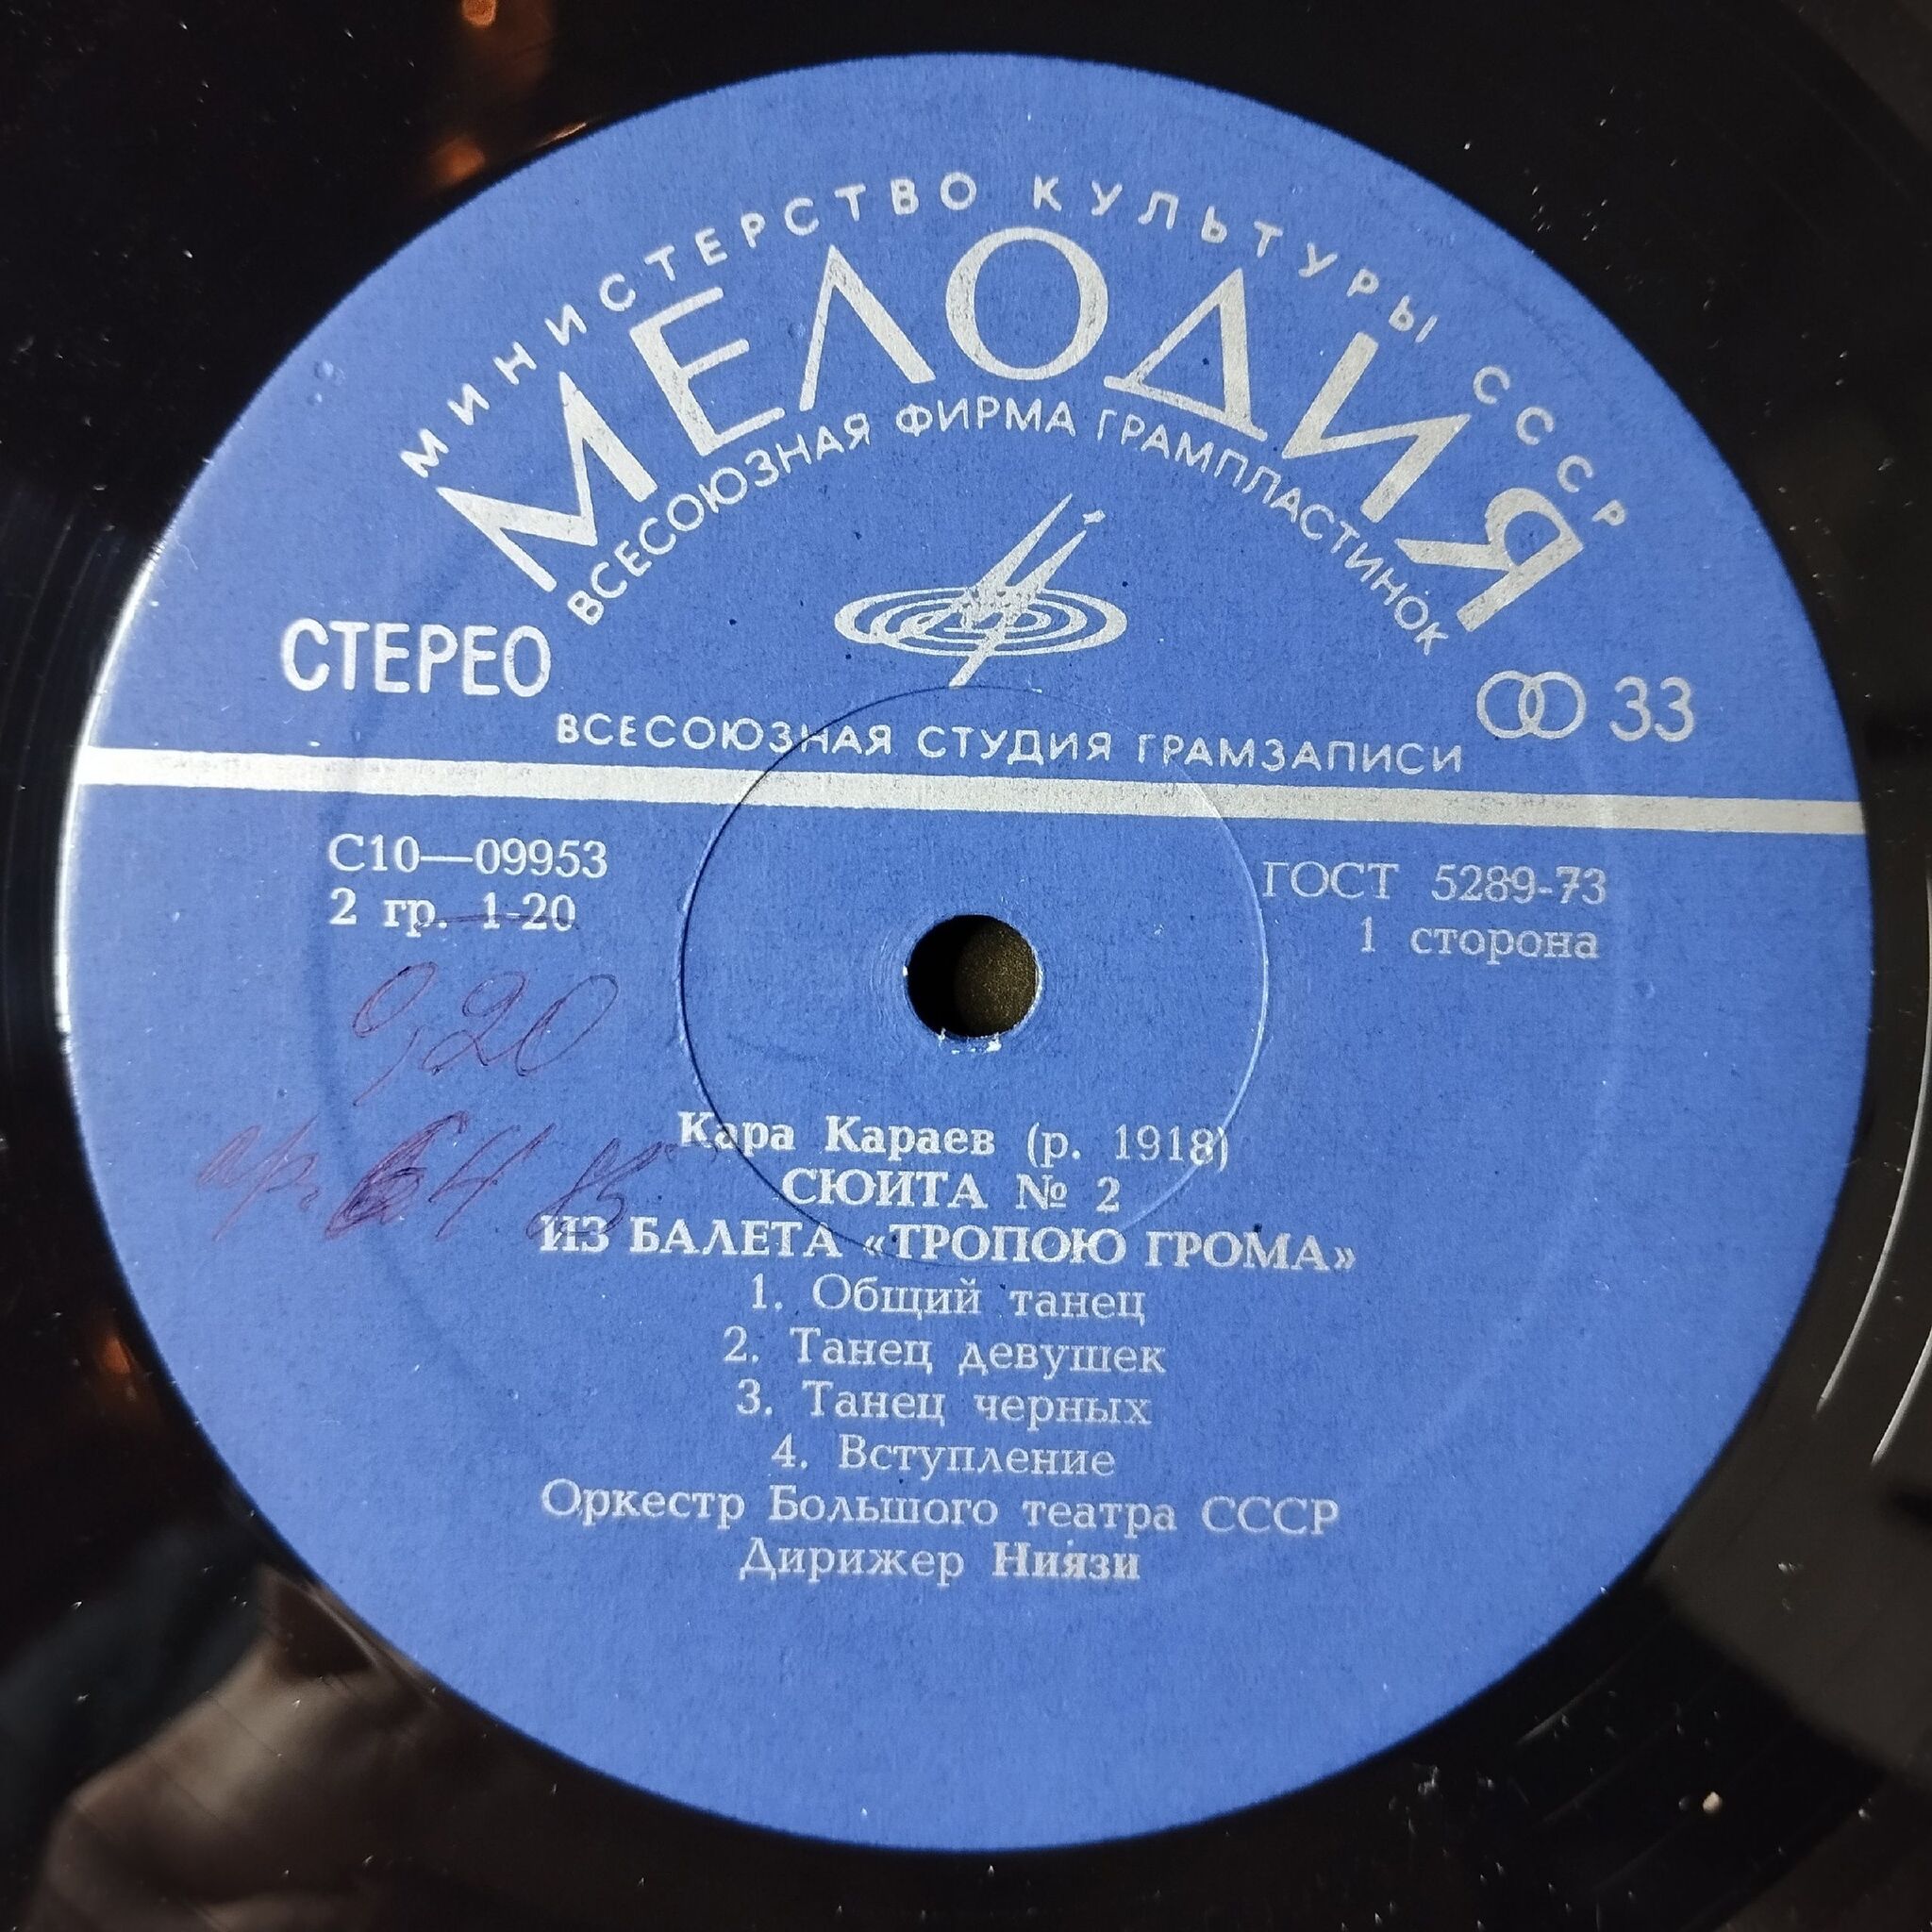 МИНИСТЕРСТВО КУЛЬТУРЫ СССР
МЕЛОДИЯ
ВСЕСОЮЗНАЯ ФИРМА ГРАМПЛАСТИНОК
СТЕРЕО
33
ВСЕСОЮЗНАЯ СТУДИЯ ГРАМЗАПИСИ
С10—09953
ГОСТ 5289-73
2 гр. 1-20
1 сторона
0,20
Кара Караев (р. 1918)
СЮИТА № 2
ИЗ БАЛЕТА «ТРОПОЮ ГРОМА»
1. Общий танец
2. Танец девушек
3. Танец черных
4. Вступление
Оркестр Большого театра СССР
Дирижер Ниязи